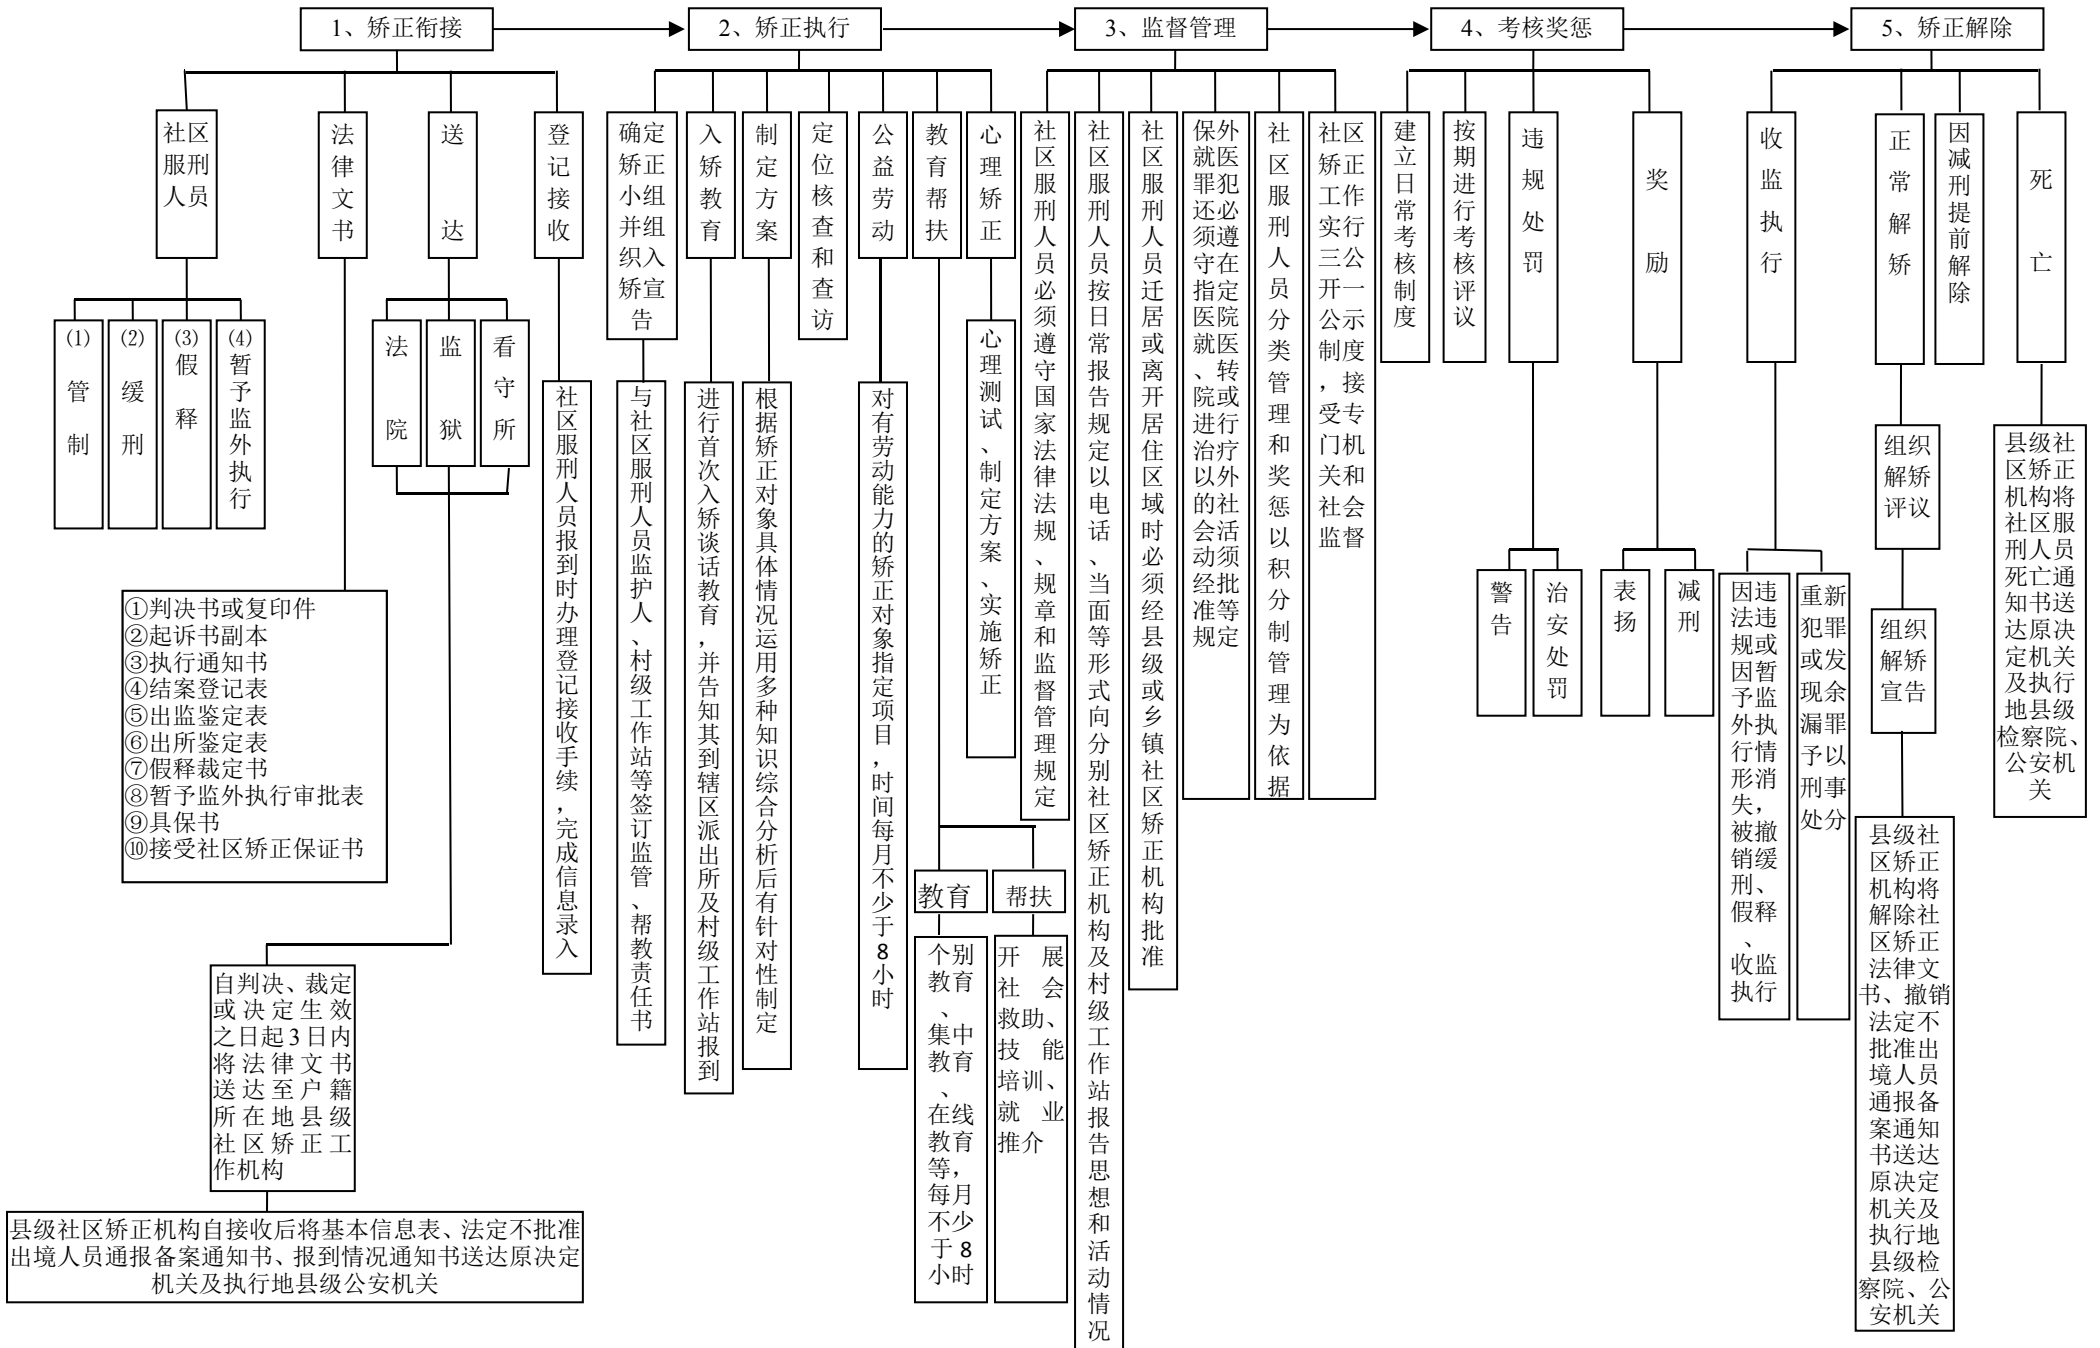 1、矫正衔接
2、矫正执行
3、监督管理
4、考核奖惩
5、矫正解除
社区
服刑
人员
法律文书
送达
登记接收
(1)管制
(2)缓刑
(3)假释
(4)暂予监外执行
法院
监狱
看守所
①判决书或复印件
②起诉书副本
③执行通知书
④结案登记表
⑤出监鉴定表
⑥出所鉴定表
⑦假释裁定书
⑧暂予监外执行审批表
⑨具保书
⑩接受社区矫正保证书
自判决、裁定
或决定生效
之日起3日内
将法律文书
送达至户籍
所在地县级
社区矫正工
作机构
县级社区矫正机构自接收后将基本信息表、法定不批准
出境人员通报备案通知书、报到情况通知书送达原决定
机关及执行地县级公安机关
社区服刑人员报到时办理登记接收手续，完成信息录入
确定
矫正
小组
并组
织入
矫宣
告
与社区服刑人员监护人、村级工作站等签订监管、帮教责任书
入矫教育
进行首次入矫谈话教育，并告知其到辖区派出所及村级工作站报到
制定方案
根据矫正对象具体情况运用多种知识综合分析后有针对性制定
定位核查和查访
公益劳动
对有劳动能力的矫正对象指定项目，时间每月不少于8小时
教育帮扶
教育
个别
教育
、
集中
教育
、
在线
教育
等，
每月
不少
于8
小时
帮扶
开展
社会
救助、
技能
培训、
就业
推介
心理矫正
心理测试、制定方案、实施矫正
社区服刑人员必须遵守国家法律法规、规章和监督管理规定
社区服刑人员按日常报告规定以电话、当面等形式向分别社区矫正机构及村级工作站报告思想和活动情况
社区服刑人员迁居或离开居住区域时必须经县级或乡镇社区矫正机构批准
保外
就医
罪犯
还必
须遵
守在
指定
医院
就医
、转
院或
进行
治疗
以外
的社
会活
动须
经批
准等
规定
社区服刑人员分类管理和奖惩以积分制管理为依据
社区
矫正
工作
实行
三公
开一
公示
制度
，接
受专
门机
关和
社会
监督
建立日常考核制度
按期进行考核评议
违规处罚
警告
治安处罚
奖励
表扬
减刑
收监执行
因违
法违
规或
因暂
予监
外执
行情
形消
失，
被撤
销缓
刑、
假释
、
收监
执行
重新
犯罪
或发
现余
漏罪
予以
刑事
处分
正常解矫
组织
解矫
评议
组织
解矫
宣告
县级社
区矫正
机构将
解除社
区矫正
法律文
书、撤销
法定不
批准出
境人员
通报备
案通知
书送达
原决定
机关及
执行地
县级检
察院、公
安机关
因减刑提前解除
死亡
县级社
区矫正
机构将
社区服
刑人员
死亡通
知书送
达原决
定机关
及执行
地县级
检察院、
公安机
关